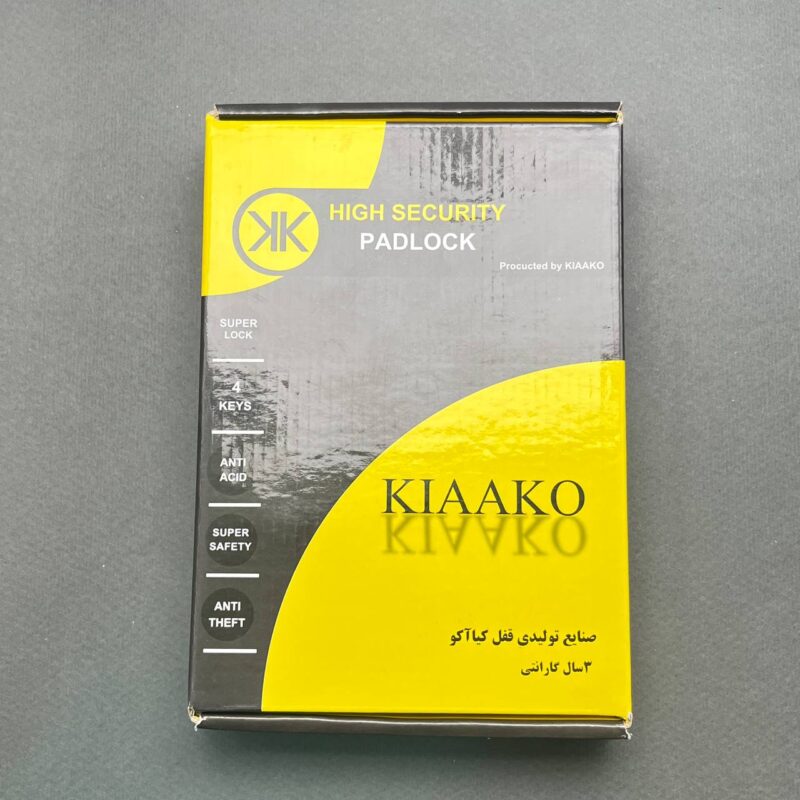 KK
HIGH SECURITY
PADLOCK
Procucted by KIAAKO
SUPER
LOCK
4
KEYS
ANTI
ACID
SUPER
SAFETY
ANTI
THEFT
KIAAKO
صنایع تولیدی قفل کیاآکو
۳سال گارانتی